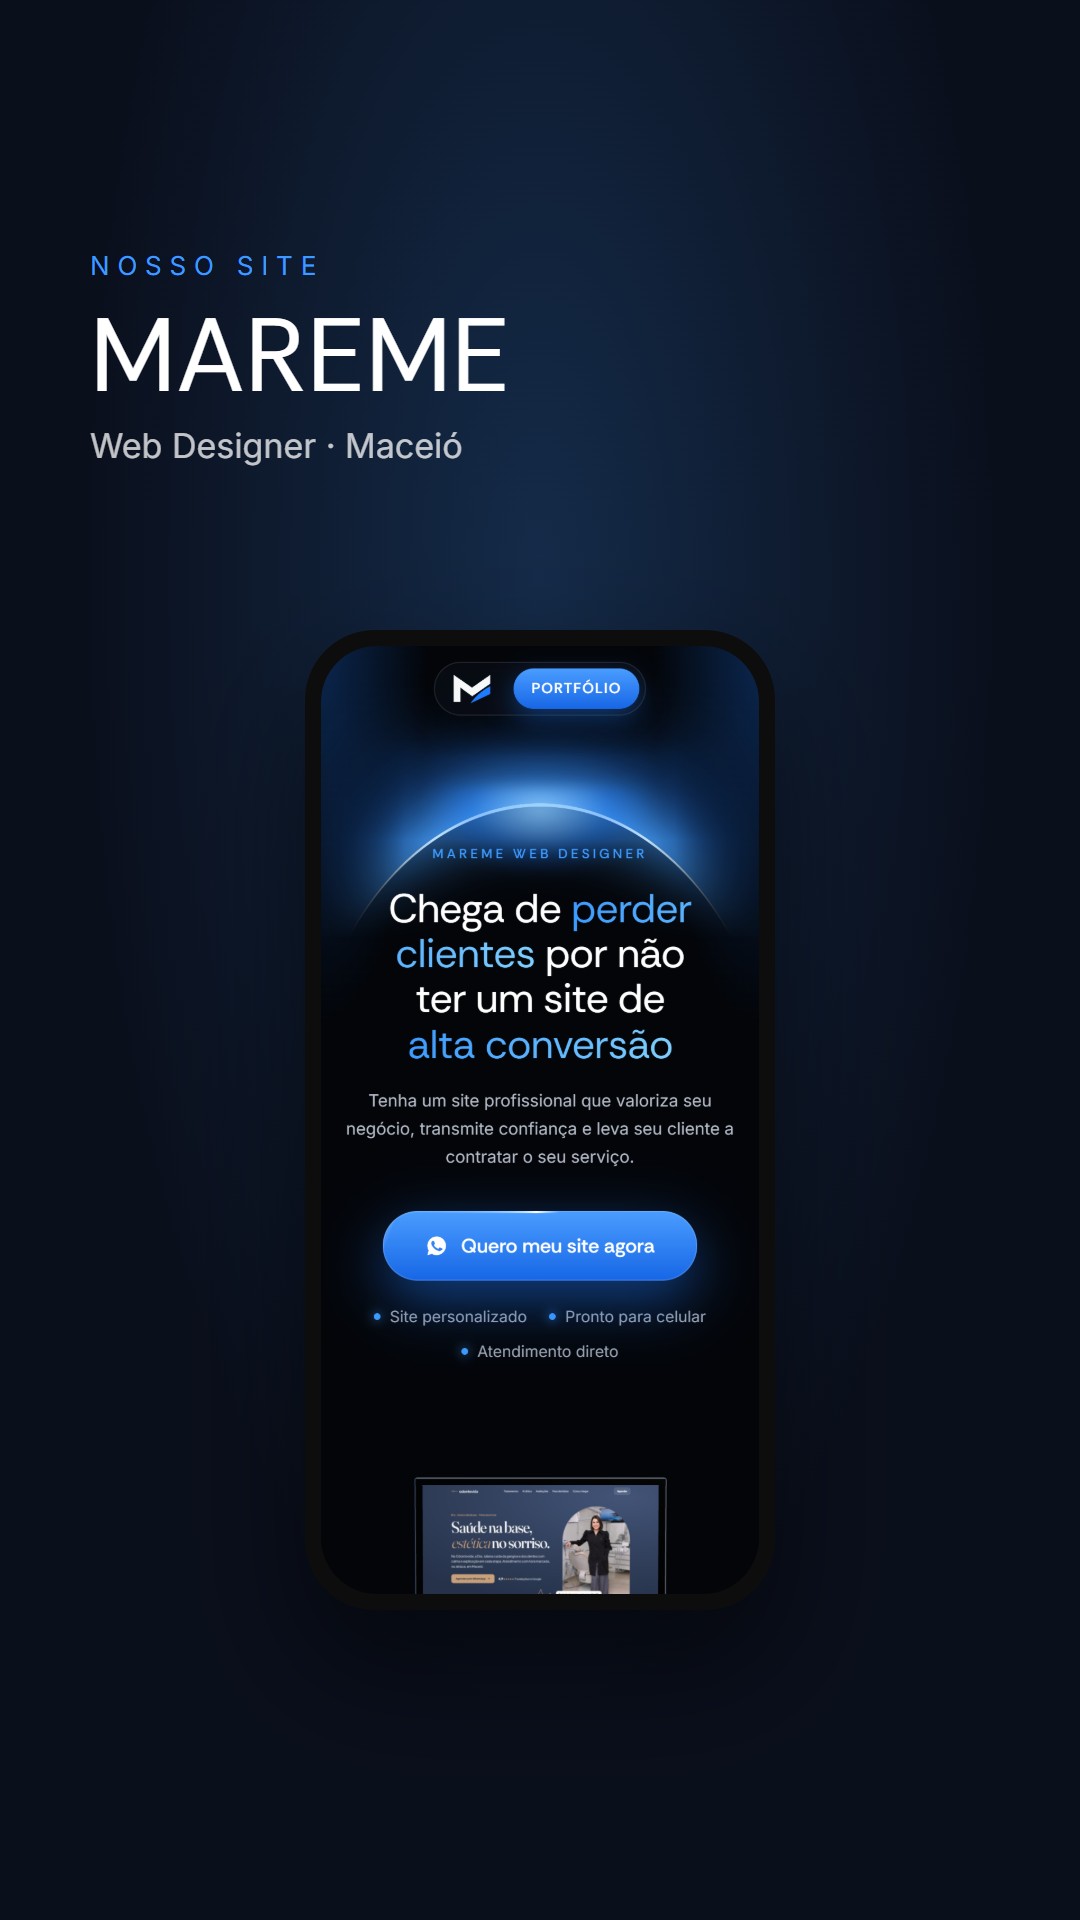 NOSSO SITE
MAREME
Web Designer · Maceió
PORTFÓLIO
MAREME WEB DESIGNER
Chega de perder
clientes por não
ter um site de
alta conversão
Tenha um site profissional que valoriza seu
negócio, transmite confiança e leva seu cliente a
contratar o seu serviço.
Quero meu site agora
Site personalizado
Pronto para celular
Atendimento direto
Saúde na base,
estética no sorriso.